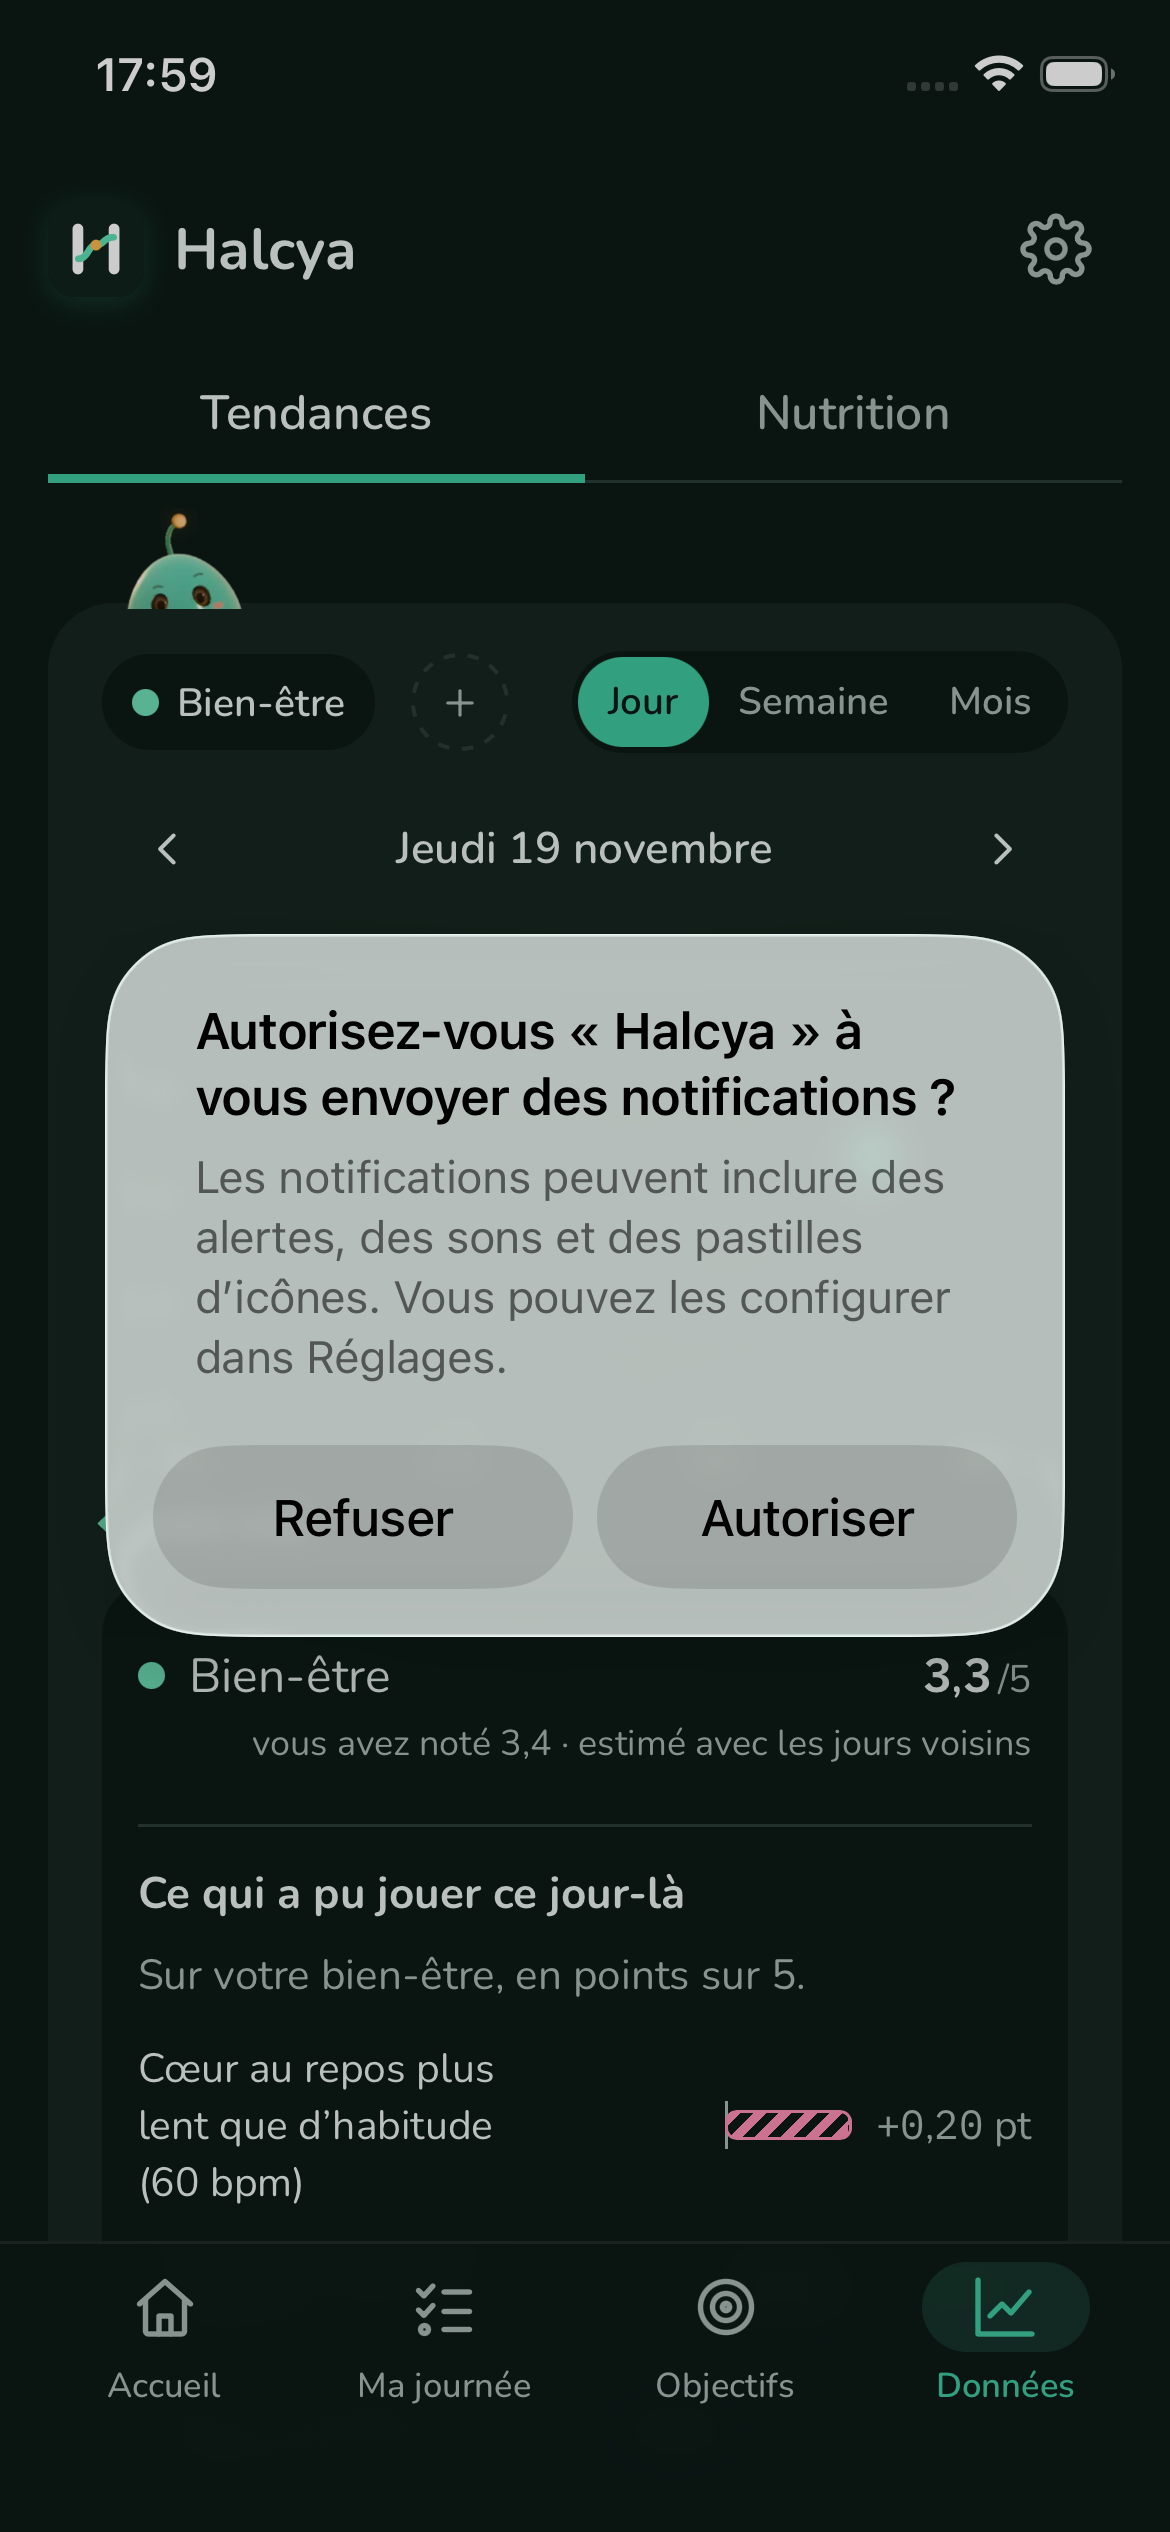 17:59
Halcya
Tendances
Nutrition
Bien-être
+
Jour
Semaine
Mois
Jeudi 19 novembre
Autorisez-vous « Halcya » à
vous envoyer des notifications ?
Les notifications peuvent inclure des
alertes, des sons et des pastilles
d’icônes. Vous pouvez les configurer
dans Réglages.
Refuser
Autoriser
Bien-être
3,3/5
vous avez noté 3,4 · estimé avec les jours voisins
Ce qui a pu jouer ce jour-là
Sur votre bien-être, en points sur 5.
Cœur au repos plus
lent que d’habitude
(60 bpm)
+0,20 pt
Accueil
Ma journée
Objectifs
Données